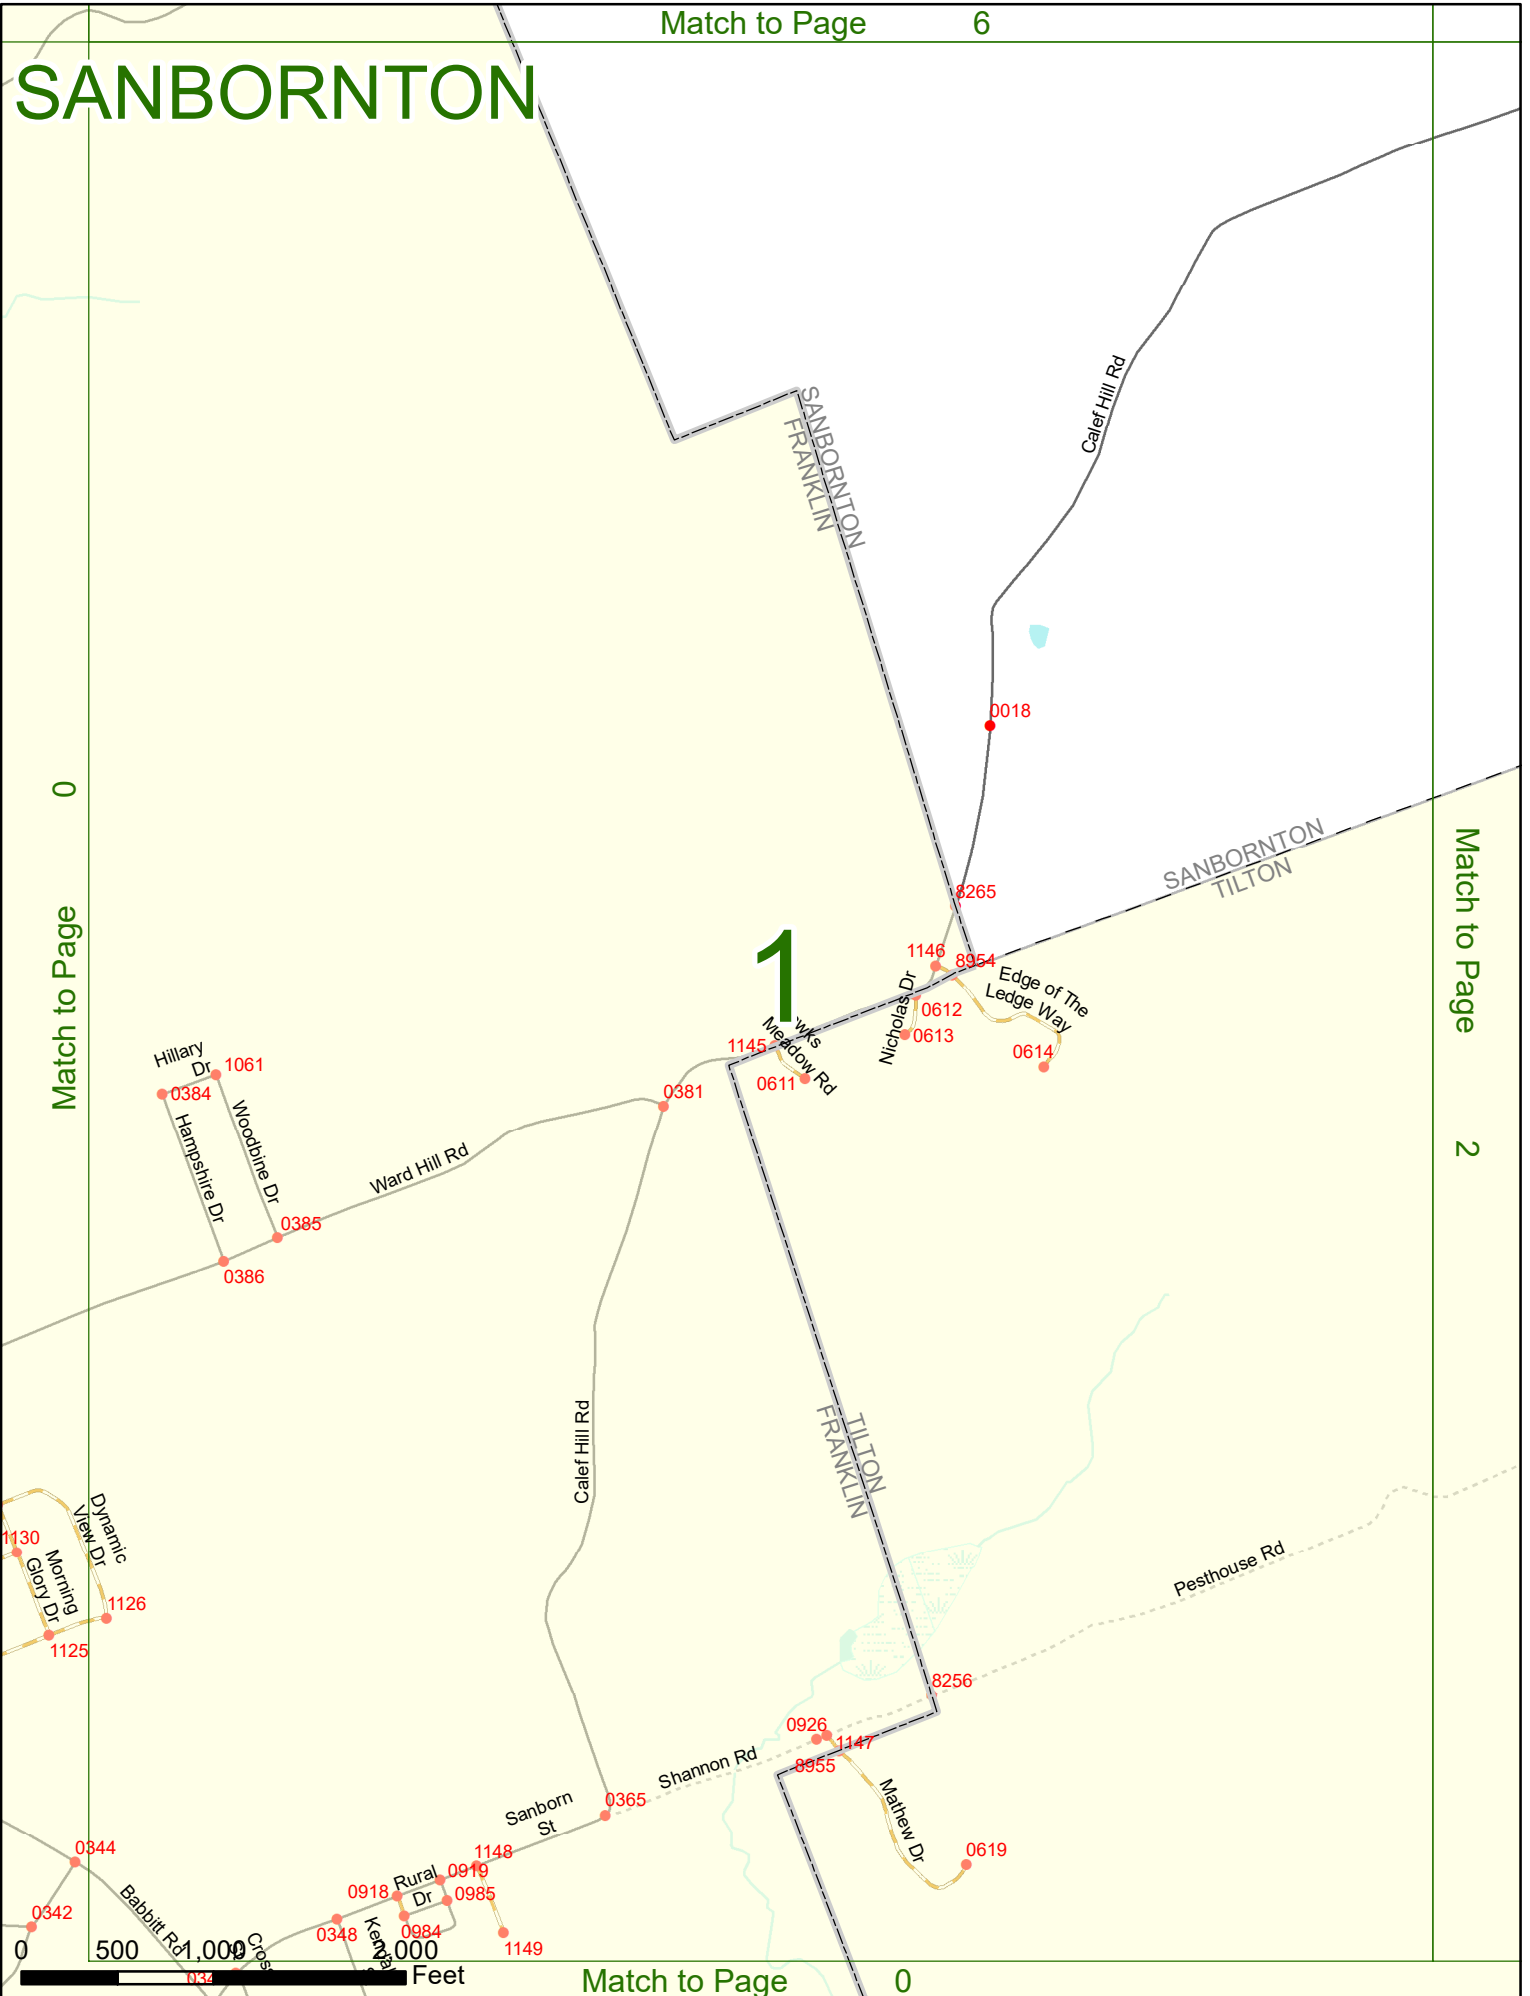 Match to Page 6
SANBORNTON
Calef Hill Rd
SANBORNTON
FRANKLIN
0018
0
Match to Page
SANBORNTON
TILTON
Match to Page
2
8265
1
1146
8954
Edge of The
Ledge Way
Nicholas Dr
0612
0613
0614
1145
Meadow Rd
0611
Hillary
Dr
1061
0384
0381
Hampshire Dr
Woodbine Dr
Ward Hill Rd
0385
0386
Calef Hill Rd
TILTON
FRANKLIN
Dynamic
View Dr
1130
Morning
Glory Dr
1126
1125
Pesthouse Rd
8256
0926
1147
8955
Shannon Rd
Mathew Dr
0365
Sanborn
St
0619
0344
1148
Rural
Dr
0919
0918
0985
Babbitt Rd
0342
0348
0984
1149
0 500 1,000 2,000
Feet
Match to Page 0